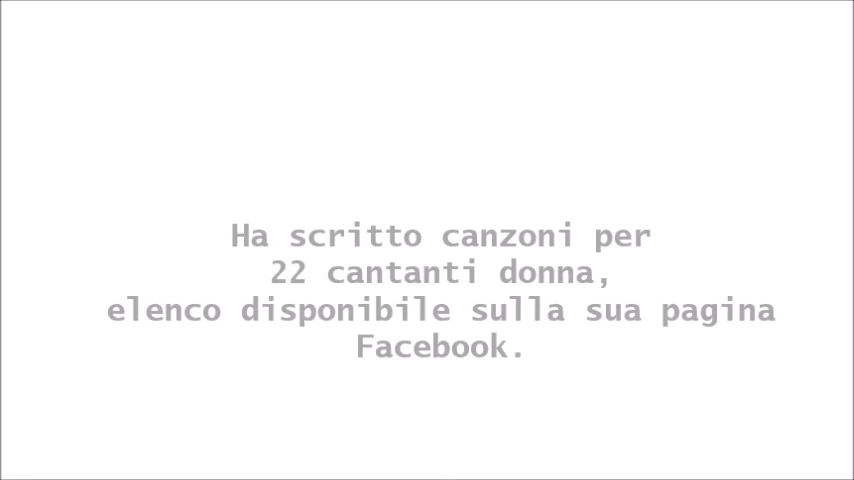 Ha scritto canzoni per
22 cantanti donna,
elenco disponibile sulla sua pagina
Facebook.